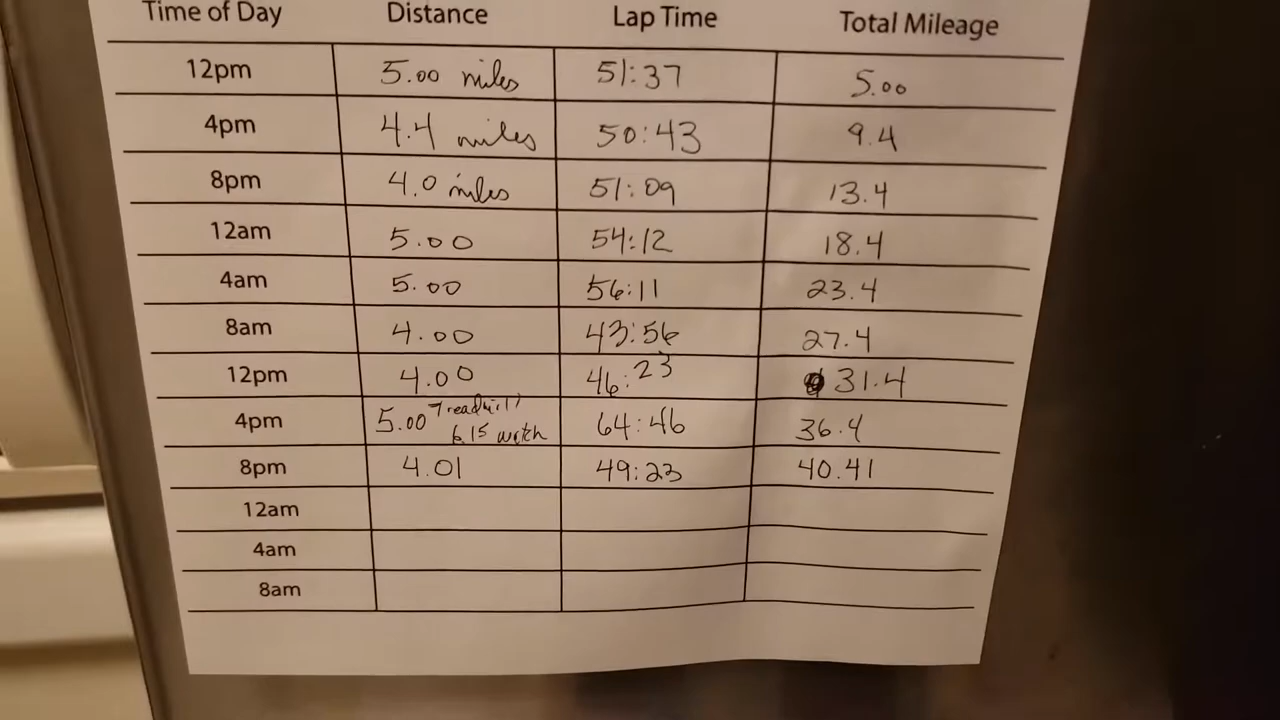 Time of Day Distance Lap Time Total Mileage
12pm 5.00 miles 51:37 5.00
4pm 4.4 miles 50:43 9.4
8pm 4.0 miles 51:09 13.4
12am 5.00 54:12 18.4
4am 5.00 56:11 23.4
8am 4.00 43:56 27.4
12pm 4.00 46:23 31.4
4pm 5.00 Treadmill 6.15 watch 64:46 36.4
8pm 4.01 49:23 40.41
12am
4am
8am